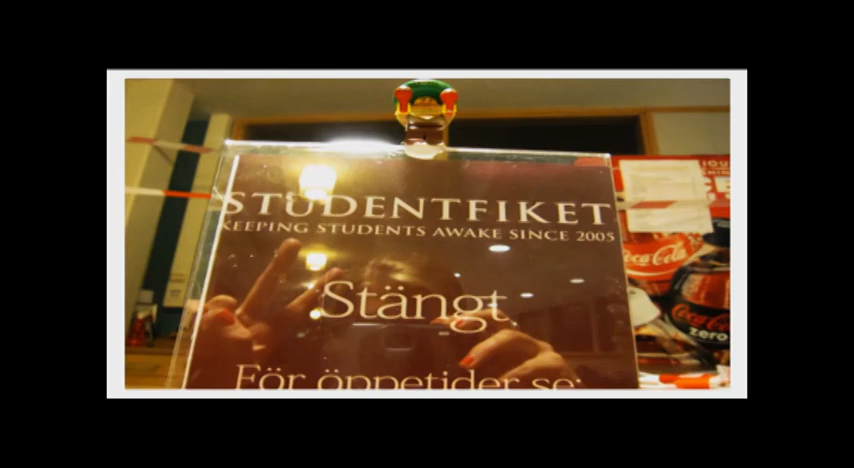 STUDENTFIKET
KEEPING STUDENTS AWAKE SINCE 2005
Stängt
För öppetider se:
Coca-Cola
Coca-Cola
zero